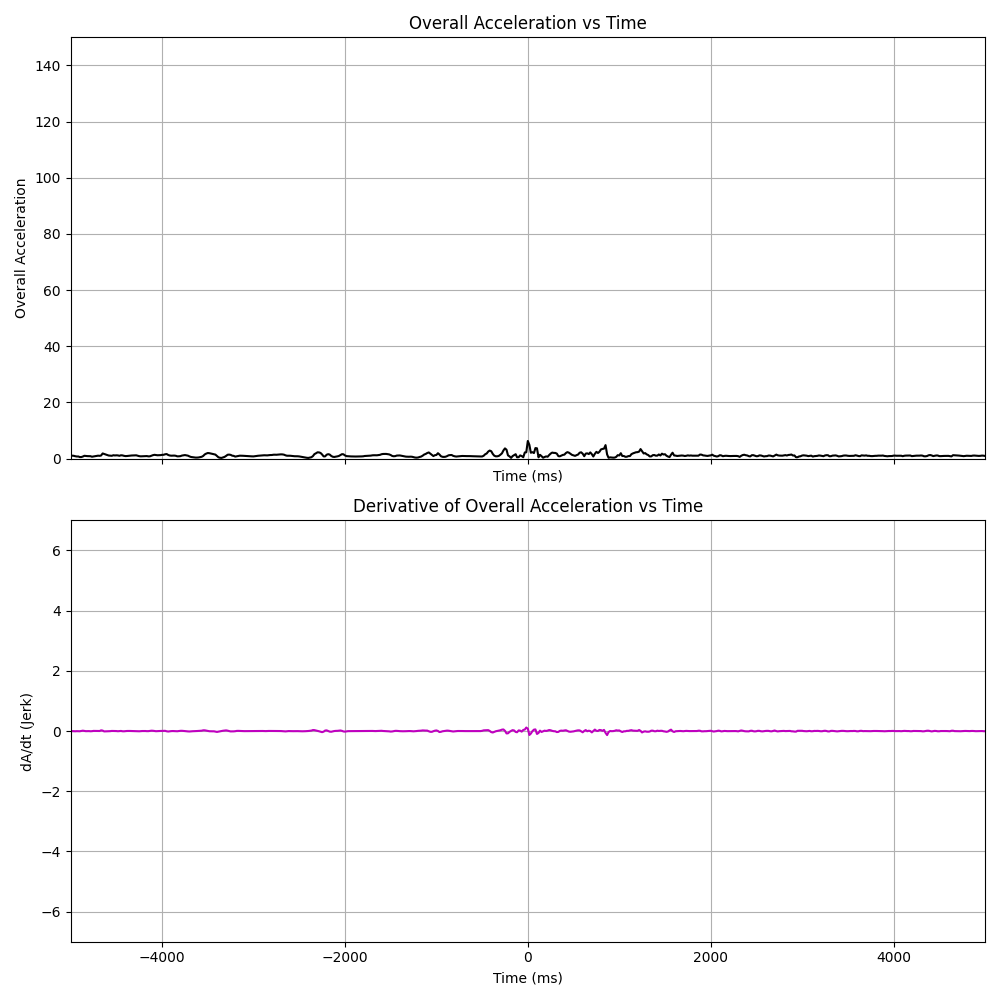 Overall Acceleration vs Time
140
120
100
80
60
40
20
0
Overall Acceleration
Time (ms)
Derivative of Overall Acceleration vs Time
6
4
2
0
−2
−4
−6
dA/dt (Jerk)
−4000 −2000 0 2000 4000
Time (ms)